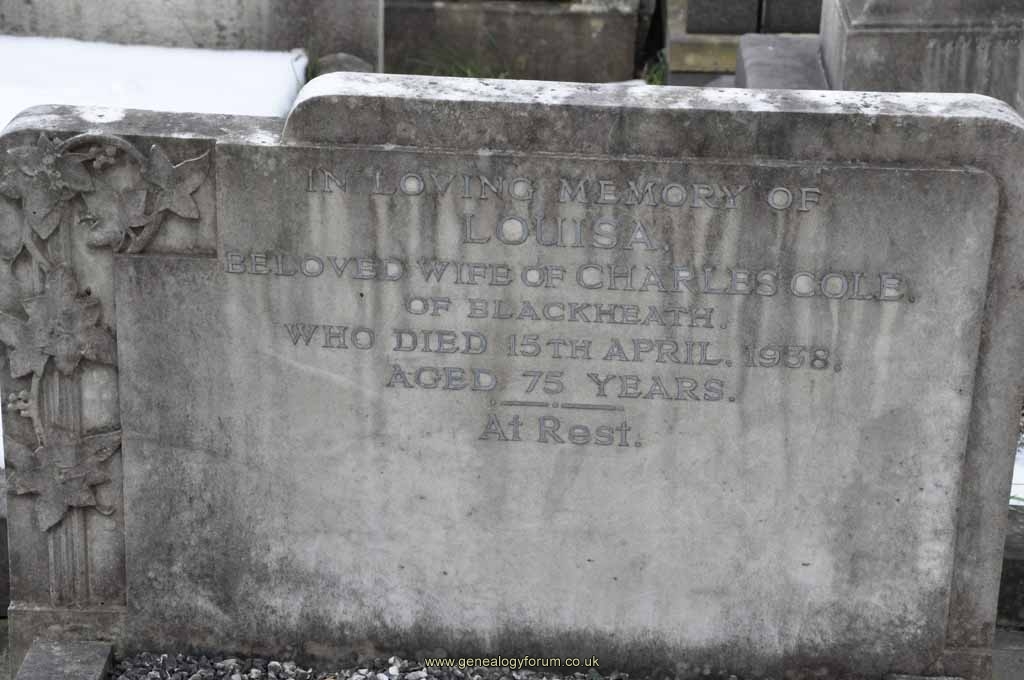 IN LOVING MEMORY OF
LOUISA,
BELOVED WIFE OF CHARLES COLE.
OF BLACKHEATH.
WHO DIED 15TH APRIL. 1938.
AGED 75 YEARS.
At Rest.
www.genealogyforum.co.uk